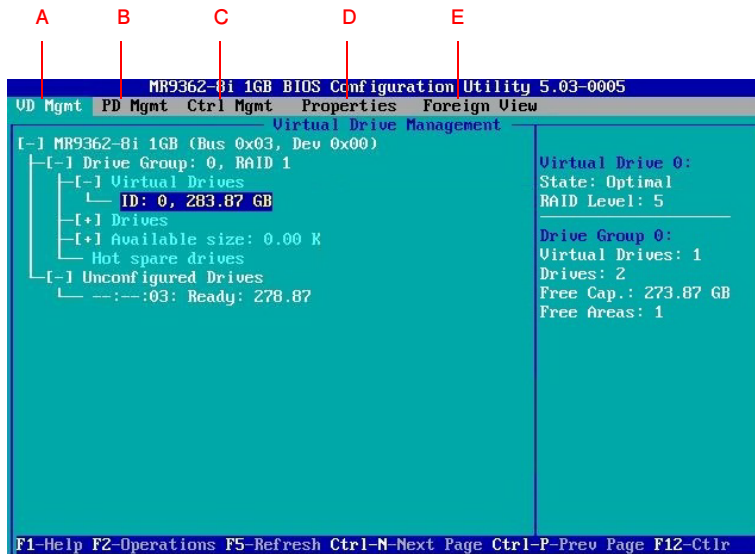 A B C D E
MR9362-8i 1GB BIOS Configuration Utility 5.03-0005
VD Mgmt PD Mgmt Ctrl Mgmt Properties Foreign View
Virtual Drive Management
[-] MR9362-8i 1GB (Bus 0x03, Dev 0x00)
[-] Drive Group: 0, RAID 1
[-] Virtual Drives
ID: 0, 283.87 GB
[+] Drives
[+] Available size: 0.00 K
Hot spare drives
[-] Unconfigured Drives
--:--:03: Ready: 278.87
Virtual Drive 0:
State: Optimal
RAID Level: 5
Drive Group 0:
Virtual Drives: 1
Drives: 2
Free Cap.: 273.87 GB
Free Areas: 1
F1-Help F2-Operations F5-Refresh Ctrl-N-Next Page Ctrl-P-Prev Page F12-Ctlr